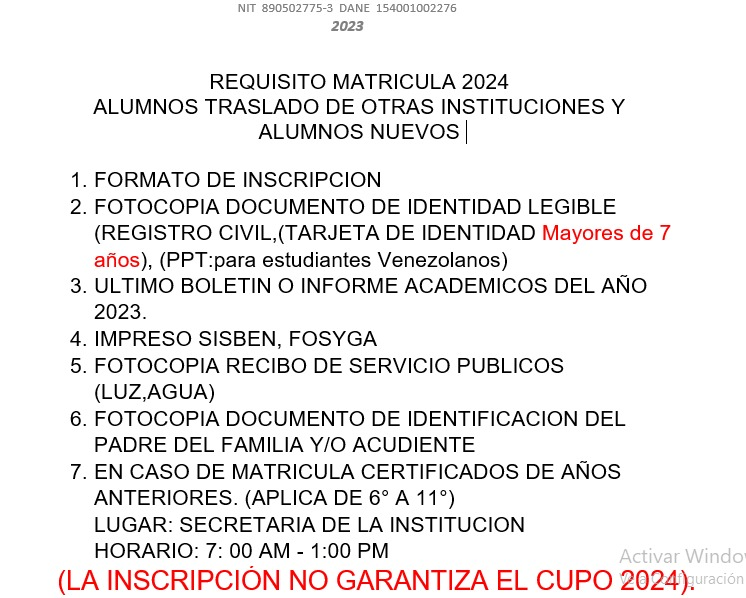 NIT 890502775-3 DANE 154001002276
2023
REQUISITO MATRICULA 2024
ALUMNOS TRASLADO DE OTRAS INSTITUCIONES Y
ALUMNOS NUEVOS
1. FORMATO DE INSCRIPCION
2. FOTOCOPIA DOCUMENTO DE IDENTIDAD LEGIBLE
(REGISTRO CIVIL,(TARJETA DE IDENTIDAD Mayores de 7
años), (PPT:para estudiantes Venezolanos)
3. ULTIMO BOLETIN O INFORME ACADEMICOS DEL AÑO
2023.
4. IMPRESO SISBEN, FOSYGA
5. FOTOCOPIA RECIBO DE SERVICIO PUBLICOS
(LUZ,AGUA)
6. FOTOCOPIA DOCUMENTO DE IDENTIFICACION DEL
PADRE DEL FAMILIA Y/O ACUDIENTE
7. EN CASO DE MATRICULA CERTIFICADOS DE AÑOS
ANTERIORES. (APLICA DE 6° A 11°)
LUGAR: SECRETARIA DE LA INSTITUCION
HORARIO: 7: 00 AM - 1:00 PM
Activar Windo
(LA INSCRIPCIÓN NO GARANTIZA EL CUPO 2024).